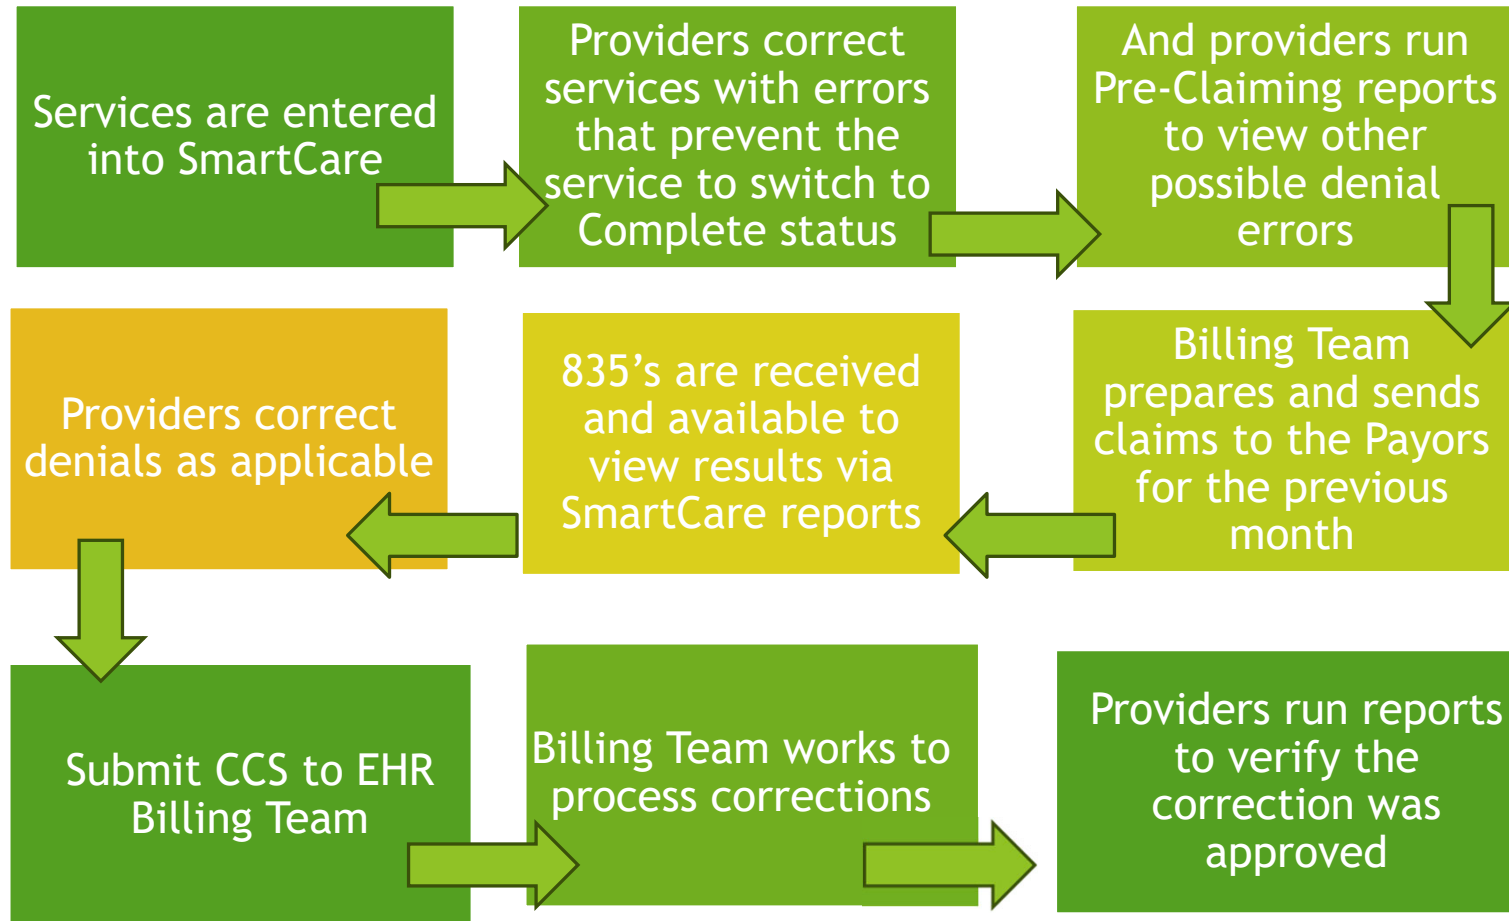 Services are entered
into SmartCare
Providers correct
services with errors
that prevent the
service to switch to
Complete status
And providers run
Pre-Claiming reports
to view other
possible denial
errors
Billing Team
prepares and sends
claims to the Payors
for the previous
month
835’s are received
and available to
view results via
SmartCare reports
Providers correct
denials as applicable
Submit CCS to EHR
Billing Team
Billing Team works to
process corrections
Providers run reports
to verify the
correction was
approved